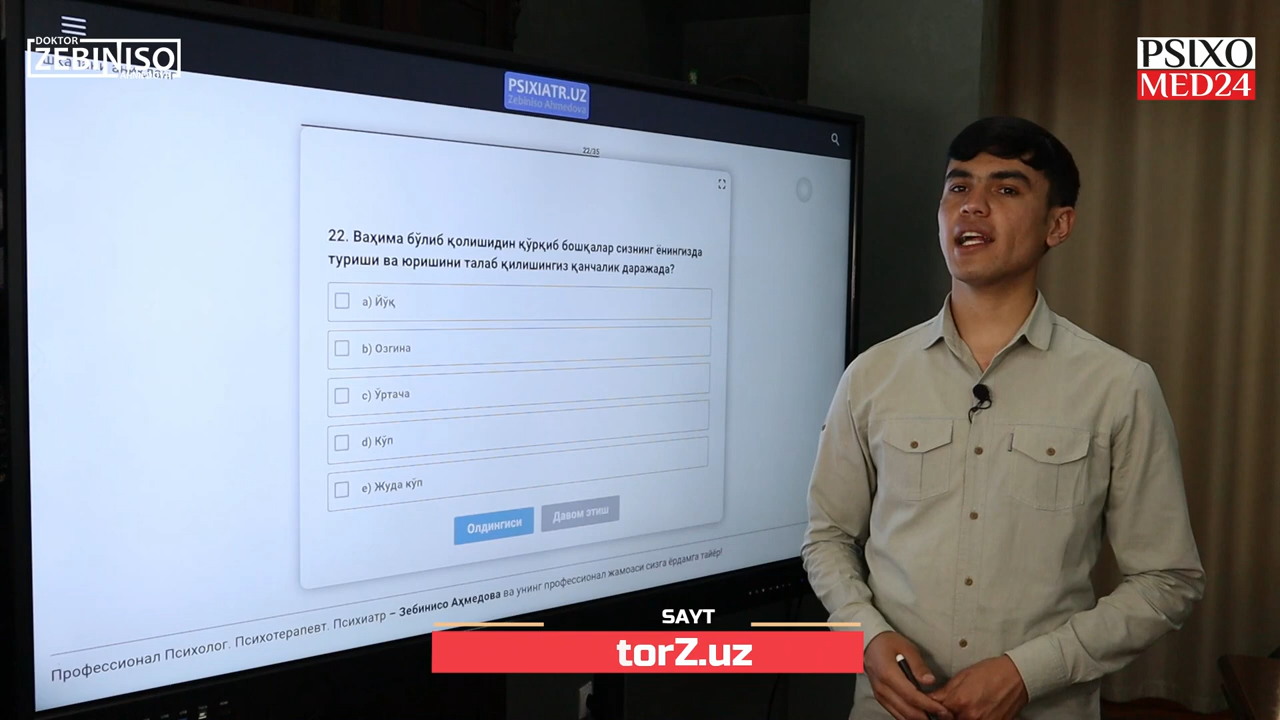 DOKTOR
ZEBINISO
PSIXO
MED24
PSIXIATR.UZ
Zebiniso Ahmedova
22/35
22. Ваҳима бўлиб қолишидин қўрқиб бошқалар сизнинг ёнингизда
туриши ва юришини талаб қилишингиз қанчалик даражада?
a) Йўқ
b) Озгина
c) Ўртача
d) Кўп
e) Жуда кўп
Олдингиси
Давом этиш
Профессионал Психолог. Психотерапевт. Психиатр – Зебинисо Аҳмедова ва унинг профессионал жамоаси сизга ёрдамга тайёр!
SAYT
torZ.uz